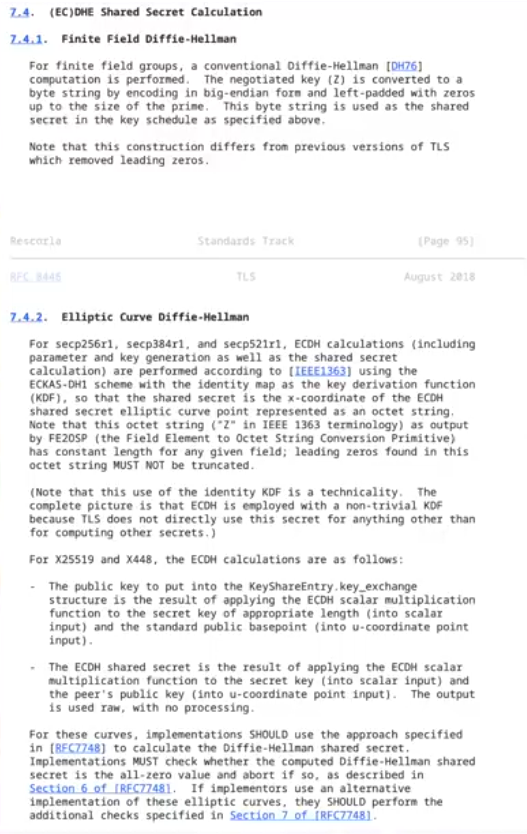 7.4. (EC)DHE Shared Secret Calculation
7.4.1. Finite Field Diffie-Hellman
For finite field groups, a conventional Diffie-Hellman [DH76]
computation is performed. The negotiated key (Z) is converted to a
byte string by encoding in big-endian form and left-padded with zeros
up to the size of the prime. This byte string is used as the shared
secret in the key schedule as specified above.
Note that this construction differs from previous versions of TLS
which removed leading zeros.
Rescorla Standards Track [Page 95]
RFC 8446 TLS August 2018
7.4.2. Elliptic Curve Diffie-Hellman
For secp256r1, secp384r1, and secp521r1, ECDH calculations (including
parameter and key generation as well as the shared secret
calculation) are performed according to [IEEE1363] using the
ECKAS-DH1 scheme with the identity map as the key derivation function
(KDF), so that the shared secret is the x-coordinate of the ECDH
shared secret elliptic curve point represented as an octet string.
Note that this octet string ("Z" in IEEE 1363 terminology) as output
by FE2OSP (the Field Element to Octet String Conversion Primitive)
has constant length for any given field; leading zeros found in this
octet string MUST NOT be truncated.
(Note that this use of the identity KDF is a technicality. The
complete picture is that ECDH is employed with a non-trivial KDF
because TLS does not directly use this secret for anything other than
for computing other secrets.)
For X25519 and X448, the ECDH calculations are as follows:
- The public key to put into the KeyShareEntry.key_exchange
structure is the result of applying the ECDH scalar multiplication
function to the secret key of appropriate length (into scalar
input) and the standard public basepoint (into u-coordinate point
input).
- The ECDH shared secret is the result of applying the ECDH scalar
multiplication function to the secret key (into scalar input) and
the peer's public key (into u-coordinate point input). The output
is used raw, with no processing.
For these curves, implementations SHOULD use the approach specified
in [RFC7748] to calculate the Diffie-Hellman shared secret.
Implementations MUST check whether the computed Diffie-Hellman shared
secret is the all-zero value and abort if so, as described in
Section 6 of [RFC7748]. If implementors use an alternative
implementation of these elliptic curves, they SHOULD perform the
additional checks specified in Section 7 of [RFC7748].